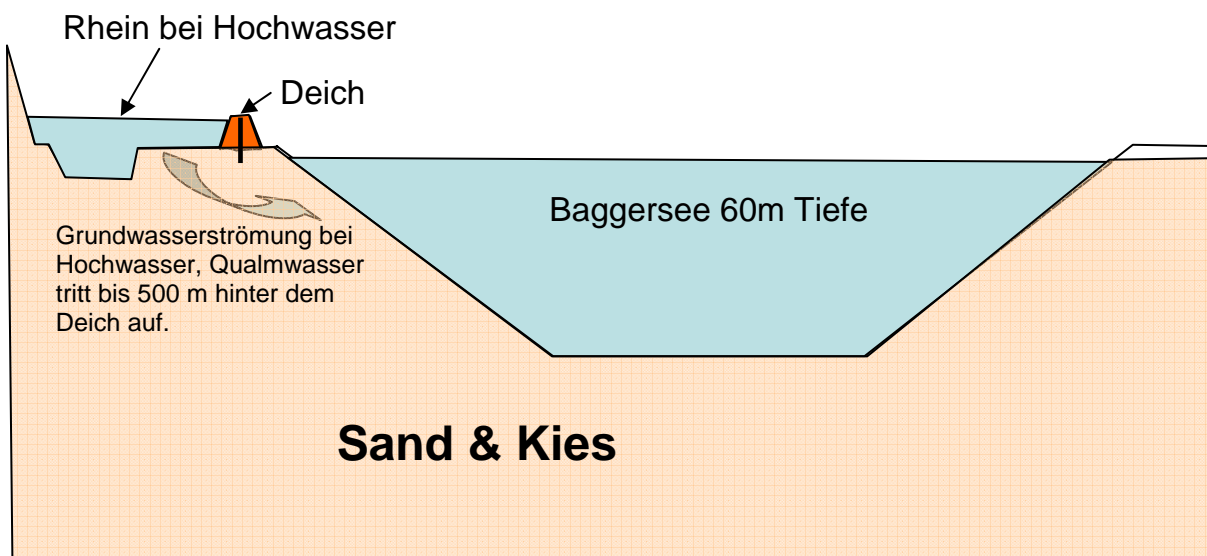 Rhein bei Hochwasser
Deich
Baggersee 60m Tiefe
Grundwasserströmung bei
Hochwasser, Qualmwasser
tritt bis 500 m hinter dem
Deich auf.
Sand & Kies